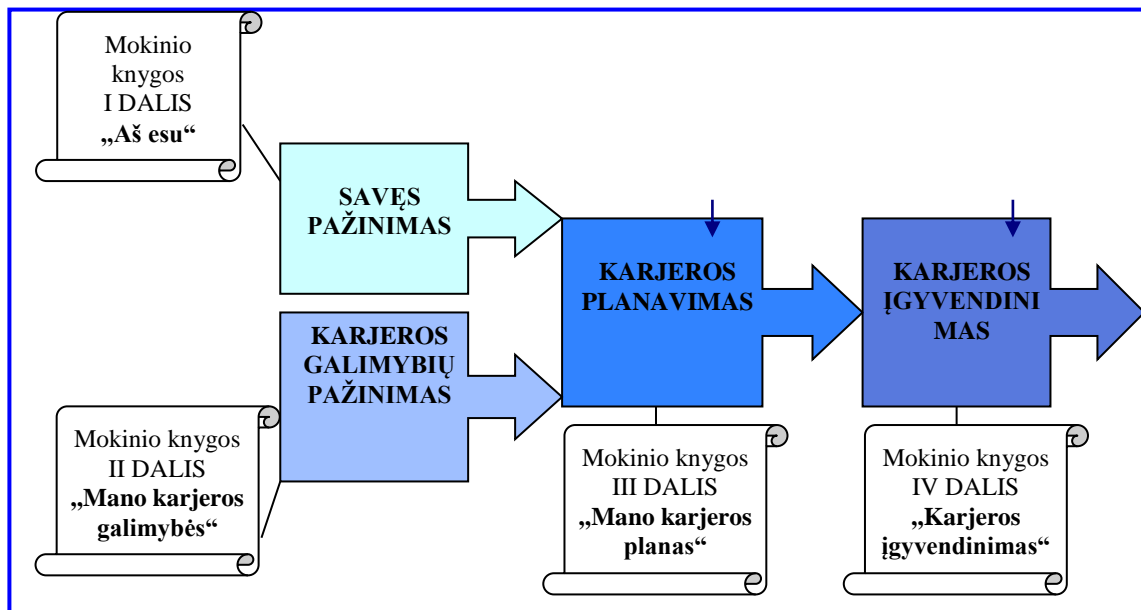 Mokinio
knygos
I DALIS
„Aš esu“
SAVĘS
PAŽINIMAS
KARJEROS
GALIMYBIŲ
PAŽINIMAS
Mokinio knygos
II DALIS
„Mano karjeros
galimybės“
KARJEROS
PLANAVIMAS
Mokinio knygos
III DALIS
„Mano karjeros
planas“
KARJEROS
ĮGYVENDINI
MAS
Mokinio knygos
IV DALIS
„Karjeros
įgyvendinimas“